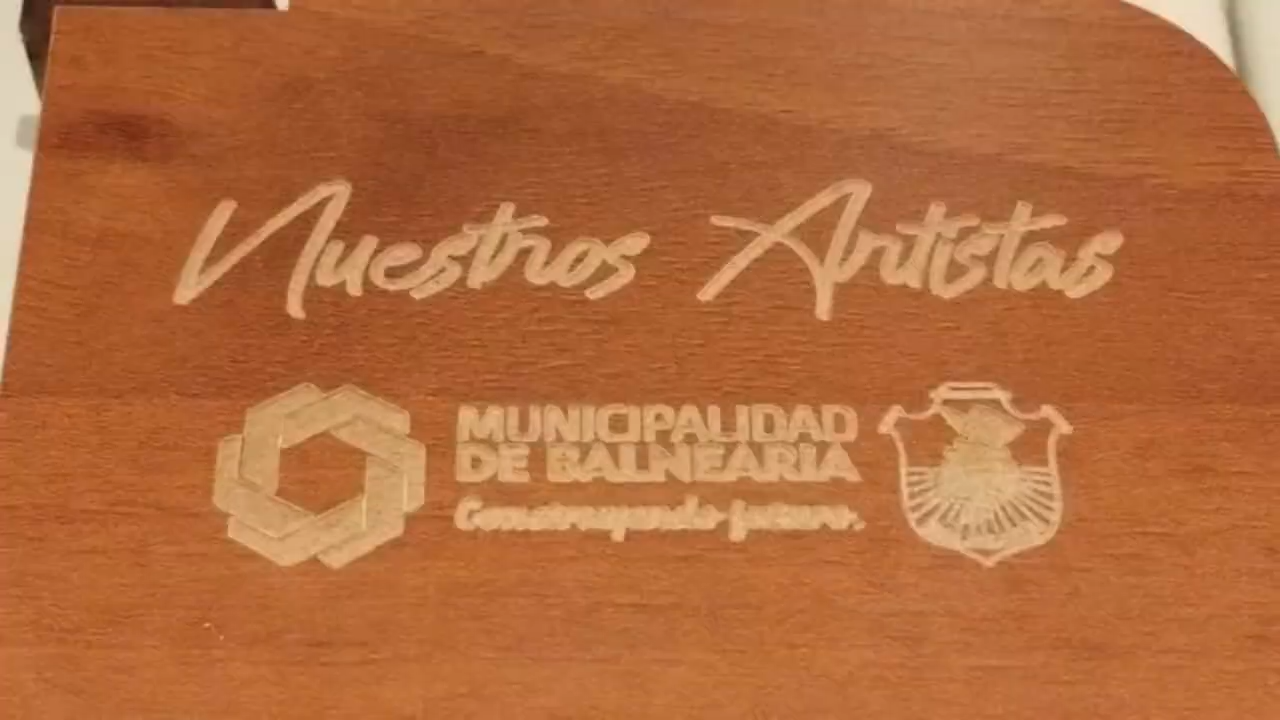 Nuestros Artistas
MUNICIPALIDAD
DE BALNEARIA
Construyendo futuro.